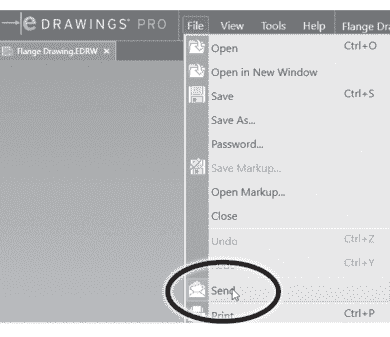 eDRAWINGS® PRO File View Tools Help Flange Dra
Flange Drawing.EDRW ×
Open Ctrl+O
Open in New Window
Save Ctrl+S
Save As...
Password...
Save Markup...
Open Markup...
Close
Undo Ctrl+Z
Ctrl+Y
Send
Print Ctrl+P